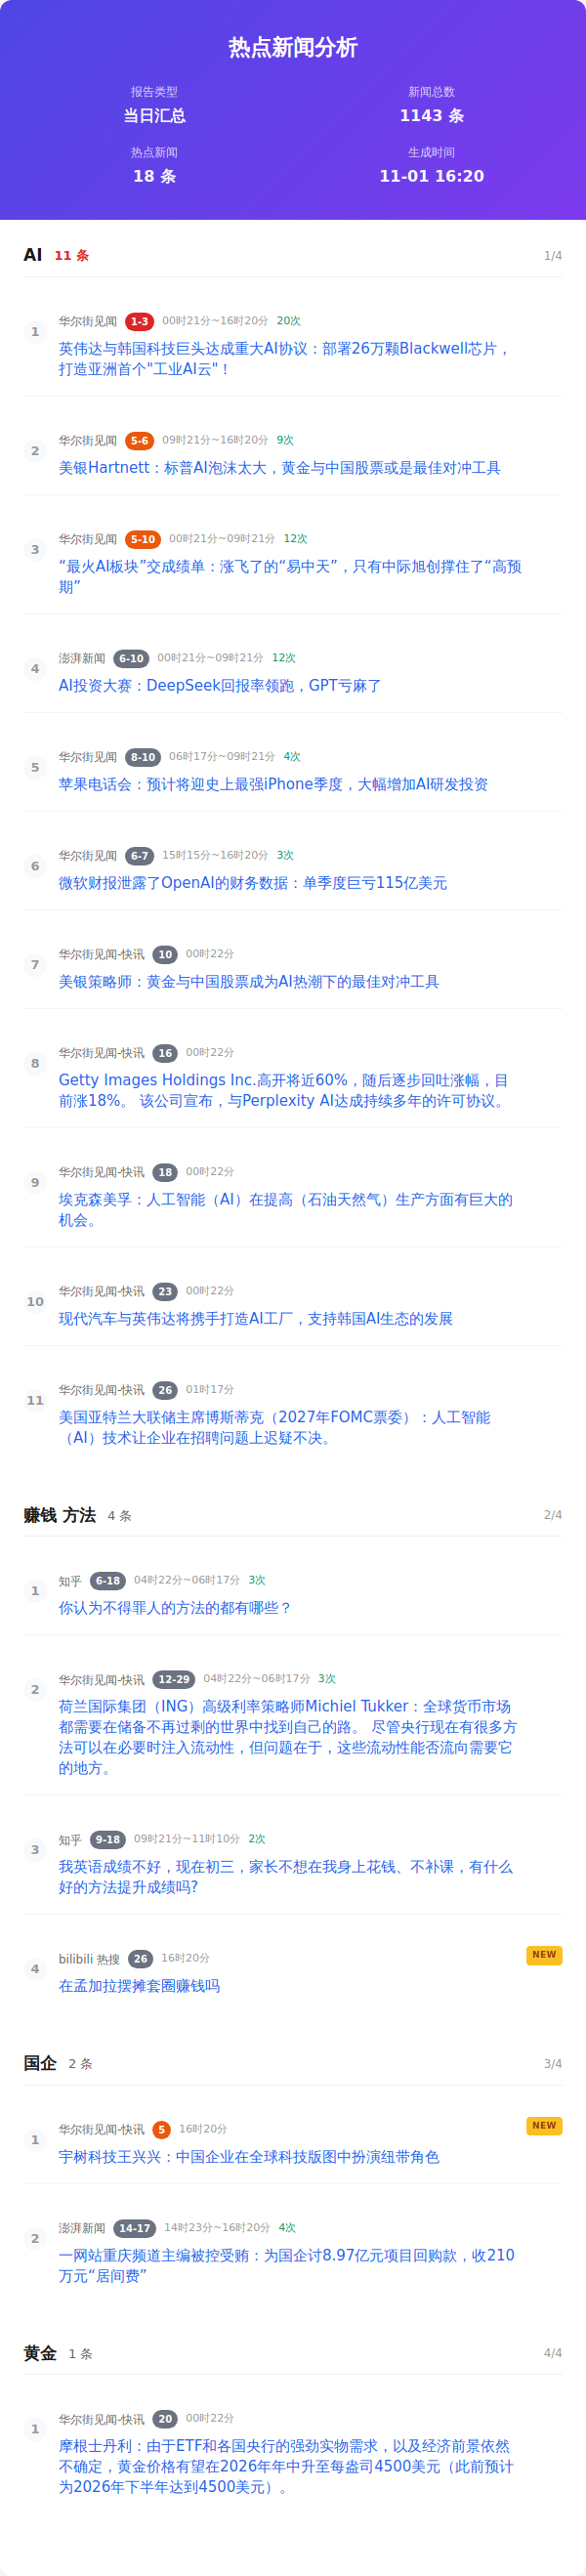 热点新闻分析
报告类型
新闻总数
当日汇总
1143 条
热点新闻
生成时间
18 条
11-01 16:20
AI 11 条 1/4
1
华尔街见闻 1-3 00时21分~16时20分 20次
英伟达与韩国科技巨头达成重大AI协议：部署26万颗Blackwell芯片，
打造亚洲首个"工业AI云"！
2
华尔街见闻 5-6 09时21分~16时20分 9次
美银Hartnett：标普AI泡沫太大，黄金与中国股票或是最佳对冲工具
3
华尔街见闻 5-10 00时21分~09时21分 12次
“最火AI板块”交成绩单：涨飞了的“易中天”，只有中际旭创撑住了“高预
期”
4
澎湃新闻 6-10 00时21分~09时21分 12次
AI投资大赛：DeepSeek回报率领跑，GPT亏麻了
5
华尔街见闻 8-10 06时17分~09时21分 4次
苹果电话会：预计将迎史上最强iPhone季度，大幅增加AI研发投资
6
华尔街见闻 6-7 15时15分~16时20分 3次
微软财报泄露了OpenAI的财务数据：单季度巨亏115亿美元
7
华尔街见闻-快讯 10 00时22分
美银策略师：黄金与中国股票成为AI热潮下的最佳对冲工具
8
华尔街见闻-快讯 16 00时22分
Getty Images Holdings Inc.高开将近60%，随后逐步回吐涨幅，目
前涨18%。 该公司宣布，与Perplexity AI达成持续多年的许可协议。
9
华尔街见闻-快讯 18 00时22分
埃克森美孚：人工智能（AI）在提高（石油天然气）生产方面有巨大的
机会。
10
华尔街见闻-快讯 23 00时22分
现代汽车与英伟达将携手打造AI工厂，支持韩国AI生态的发展
11
华尔街见闻-快讯 26 01时17分
美国亚特兰大联储主席博斯蒂克（2027年FOMC票委）：人工智能
（AI）技术让企业在招聘问题上迟疑不决。
赚钱 方法 4 条 2/4
1
知乎 6-18 04时22分~06时17分 3次
你认为不得罪人的方法的都有哪些？
2
华尔街见闻-快讯 12-29 04时22分~06时17分 3次
荷兰国际集团（ING）高级利率策略师Michiel Tukker：全球货币市场
都需要在储备不再过剩的世界中找到自己的路。 尽管央行现在有很多方
法可以在必要时注入流动性，但问题在于，这些流动性能否流向需要它
的地方。
3
知乎 9-18 09时21分~11时10分 2次
我英语成绩不好，现在初三，家长不想在我身上花钱、不补课，有什么
好的方法提升成绩吗?
4
bilibili 热搜 26 16时20分 NEW
在孟加拉摆摊套圈赚钱吗
国企 2 条 3/4
1
华尔街见闻-快讯 5 16时20分 NEW
宇树科技王兴兴：中国企业在全球科技版图中扮演纽带角色
2
澎湃新闻 14-17 14时23分~16时20分 4次
一网站重庆频道主编被控受贿：为国企讨8.97亿元项目回购款，收210
万元“居间费”
黄金 1 条 4/4
1
华尔街见闻-快讯 20 00时22分
摩根士丹利：由于ETF和各国央行的强劲实物需求，以及经济前景依然
不确定，黄金价格有望在2026年年中升至每盎司4500美元（此前预计
为2026年下半年达到4500美元）。